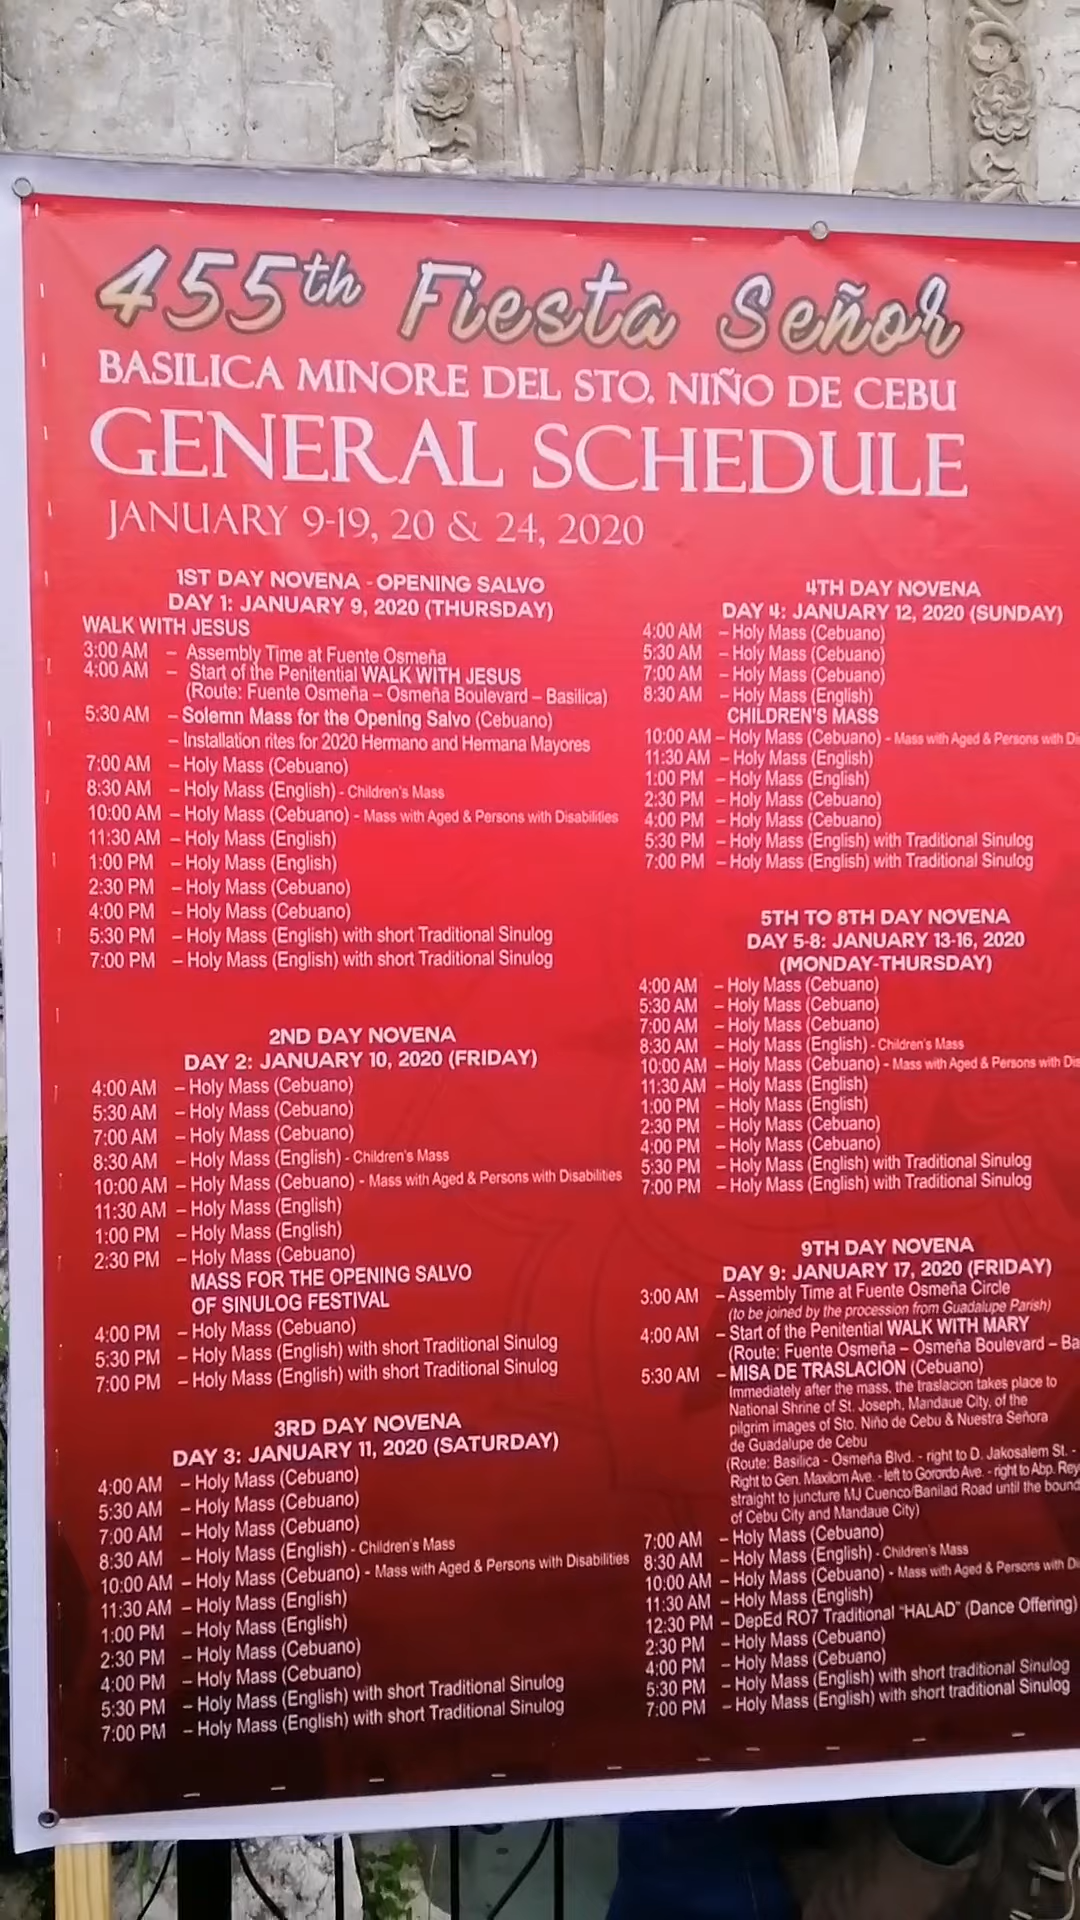 455th Fiesta Señor
BASILICA MINORE DEL STO. NIÑO DE CEBU
GENERAL SCHEDULE
JANUARY 9-19, 20 & 24, 2020
1ST DAY NOVENA - OPENING SALVO
DAY 1: JANUARY 9, 2020 (THURSDAY)
WALK WITH JESUS
3:00 AM – Assembly Time at Fuente Osmeña
4:00 AM – Start of the Penitential WALK WITH JESUS
(Route: Fuente Osmeña – Osmeña Boulevard – Basilica)
5:30 AM – Solemn Mass for the Opening Salvo (Cebuano)
– Installation rites for 2020 Hermano and Hermana Mayores
7:00 AM – Holy Mass (Cebuano)
8:30 AM – Holy Mass (English) - Children's Mass
10:00 AM – Holy Mass (Cebuano) - Mass with Aged & Persons with Disabilities
11:30 AM – Holy Mass (English)
1:00 PM – Holy Mass (English)
2:30 PM – Holy Mass (Cebuano)
4:00 PM – Holy Mass (Cebuano)
5:30 PM – Holy Mass (English) with short Traditional Sinulog
7:00 PM – Holy Mass (English) with short Traditional Sinulog
2ND DAY NOVENA
DAY 2: JANUARY 10, 2020 (FRIDAY)
4:00 AM – Holy Mass (Cebuano)
5:30 AM – Holy Mass (Cebuano)
7:00 AM – Holy Mass (Cebuano)
8:30 AM – Holy Mass (English) - Children's Mass
10:00 AM – Holy Mass (Cebuano) - Mass with Aged & Persons with Disabilities
11:30 AM – Holy Mass (English)
1:00 PM – Holy Mass (English)
2:30 PM – Holy Mass (Cebuano)
MASS FOR THE OPENING SALVO
OF SINULOG FESTIVAL
4:00 PM – Holy Mass (Cebuano)
5:30 PM – Holy Mass (English) with short Traditional Sinulog
7:00 PM – Holy Mass (English) with short Traditional Sinulog
3RD DAY NOVENA
DAY 3: JANUARY 11, 2020 (SATURDAY)
4:00 AM – Holy Mass (Cebuano)
5:30 AM – Holy Mass (Cebuano)
7:00 AM – Holy Mass (Cebuano)
8:30 AM – Holy Mass (English) - Children's Mass
10:00 AM – Holy Mass (Cebuano) - Mass with Aged & Persons with Disabilities
11:30 AM – Holy Mass (English)
1:00 PM – Holy Mass (English)
2:30 PM – Holy Mass (Cebuano)
4:00 PM – Holy Mass (Cebuano)
5:30 PM – Holy Mass (English) with short Traditional Sinulog
7:00 PM – Holy Mass (English) with short Traditional Sinulog
4TH DAY NOVENA
DAY 4: JANUARY 12, 2020 (SUNDAY)
4:00 AM – Holy Mass (Cebuano)
5:30 AM – Holy Mass (Cebuano)
7:00 AM – Holy Mass (Cebuano)
8:30 AM – Holy Mass (English)
CHILDREN'S MASS
10:00 AM – Holy Mass (Cebuano) - Mass with Aged & Persons with
11:30 AM – Holy Mass (English)
1:00 PM – Holy Mass (English)
2:30 PM – Holy Mass (Cebuano)
4:00 PM – Holy Mass (Cebuano)
5:30 PM – Holy Mass (English) with Traditional Sinulog
7:00 PM – Holy Mass (English) with Traditional Sinulog
5TH TO 8TH DAY NOVENA
DAY 5-8: JANUARY 13-16, 2020
(MONDAY-THURSDAY)
4:00 AM – Holy Mass (Cebuano)
5:30 AM – Holy Mass (Cebuano)
7:00 AM – Holy Mass (Cebuano)
8:30 AM – Holy Mass (English) - Children's Mass
10:00 AM – Holy Mass (Cebuano) - Mass with Aged & Persons with
11:30 AM – Holy Mass (English)
1:00 PM – Holy Mass (English)
2:30 PM – Holy Mass (Cebuano)
4:00 PM – Holy Mass (Cebuano)
5:30 PM – Holy Mass (English) with Traditional Sinulog
7:00 PM – Holy Mass (English) with Traditional Sinulog
9TH DAY NOVENA
DAY 9: JANUARY 17, 2020 (FRIDAY)
3:00 AM – Assembly Time at Fuente Osmeña Circle
(to be joined by the procession from Guadalupe Parish)
4:00 AM – Start of the Penitential WALK WITH MARY
(Route: Fuente Osmeña – Osmeña Boulevard –
5:30 AM – MISA DE TRASLACION (Cebuano)
Immediately after the mass, the traslacion takes place to
National Shrine of St. Joseph, Mandaue City, of the
pilgrim images of Sto. Niño de Cebu & Nuestra Señora
de Guadalupe de Cebu
(Route: Basilica - Osmeña Blvd. - right to D. Jakosalem St. -
Right to Gen. Maxilom Ave. - left to Gorordo Ave. - right to Abp.
straight to juncture MJ Cuenco/Banilad Road until the
of Cebu City and Mandaue City)
7:00 AM – Holy Mass (Cebuano)
8:30 AM – Holy Mass (English) - Children's Mass
10:00 AM – Holy Mass (Cebuano) - Mass with Aged & Persons with
11:30 AM – Holy Mass (English)
12:30 PM – DepEd RO7 Traditional "HALAD" (Dance Offering)
2:30 PM – Holy Mass (Cebuano)
4:00 PM – Holy Mass (Cebuano)
5:30 PM – Holy Mass (English) with short traditional Sinulog
7:00 PM – Holy Mass (English) with short traditional Sinulog